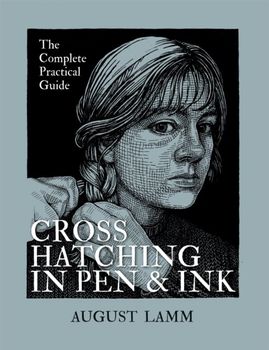 The
Complete
Practical
Guide
CROSS
HATCHING
IN PEN & INK
AUGUST LAMM